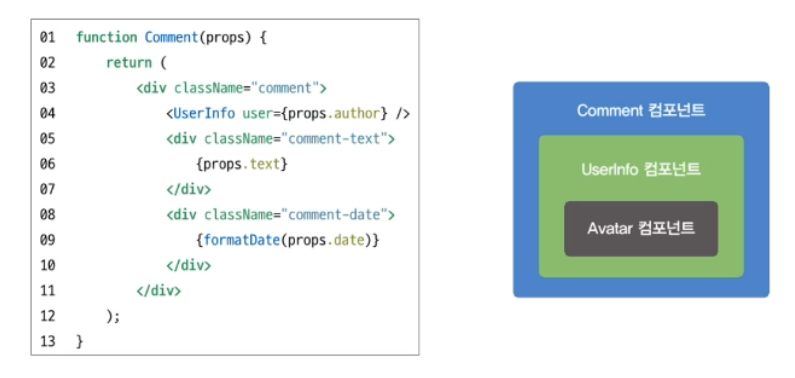 01 function Comment(props) {
02     return (
03         <div className="comment">
04             <UserInfo user={props.author} />
05             <div className="comment-text">
06                 {props.text}
07             </div>
08             <div className="comment-date">
09                 {formatDate(props.date)}
10             </div>
11         </div>
12     );
13 }
Comment 컴포넌트
UserInfo 컴포넌트
Avatar 컴포넌트